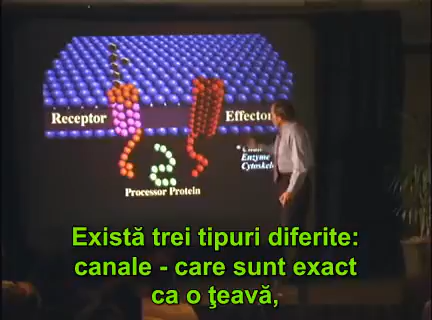 Receptor
Effector
Enzyme
Processor Protein
Există trei tipuri diferite:
canale - care sunt exact
ca o ţeavă,